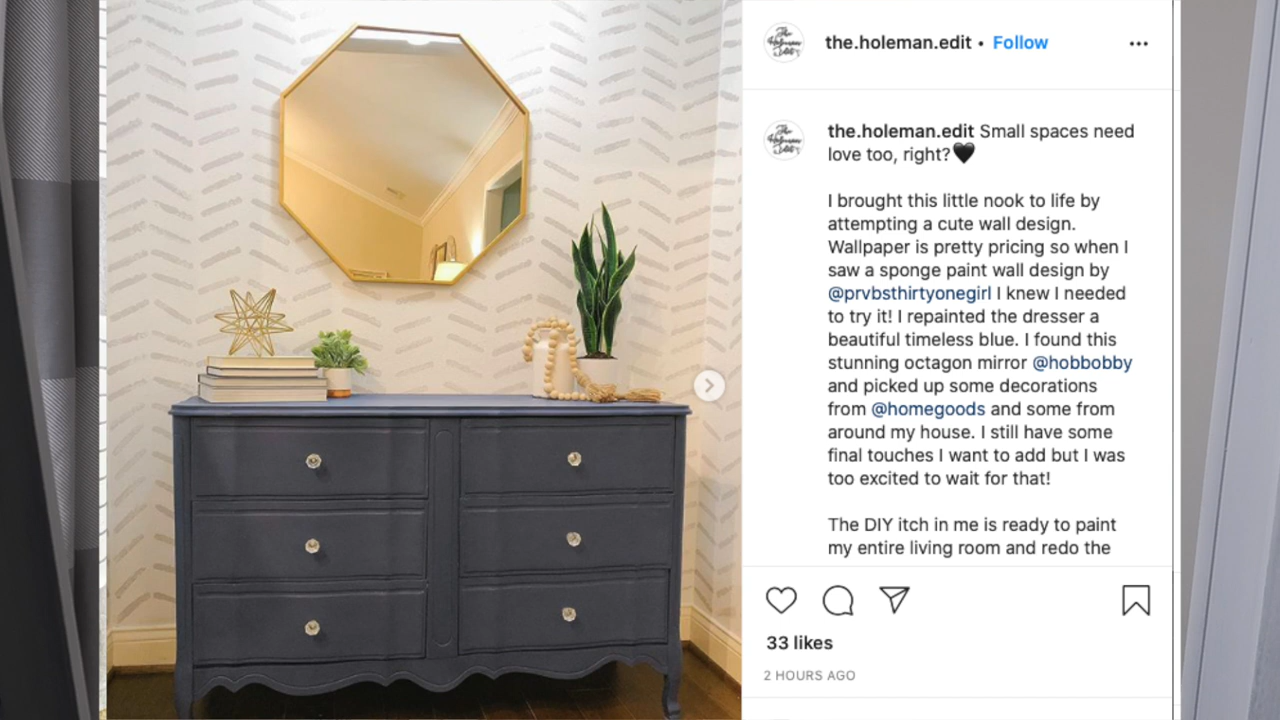 the.holeman.edit • Follow
the.holeman.edit Small spaces need
love too, right?🖤
I brought this little nook to life by
attempting a cute wall design.
Wallpaper is pretty pricing so when I
saw a sponge paint wall design by
@prvbsthirtyonegirl I knew I needed
to try it! I repainted the dresser a
beautiful timeless blue. I found this
stunning octagon mirror @hobbobby
and picked up some decorations
from @homegoods and some from
around my house. I still have some
final touches I want to add but I was
too excited to wait for that!
The DIY itch in me is ready to paint
my entire living room and redo the
33 likes
2 HOURS AGO